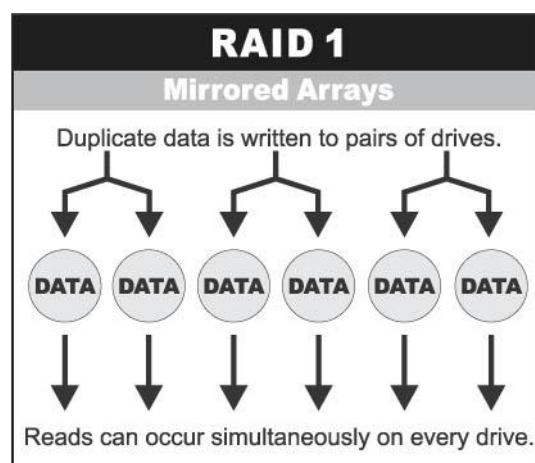 RAID 1
Mirrored Arrays
Duplicate data is written to pairs of drives.
DATA DATA DATA DATA DATA DATA
Reads can occur simultaneously on every drive.